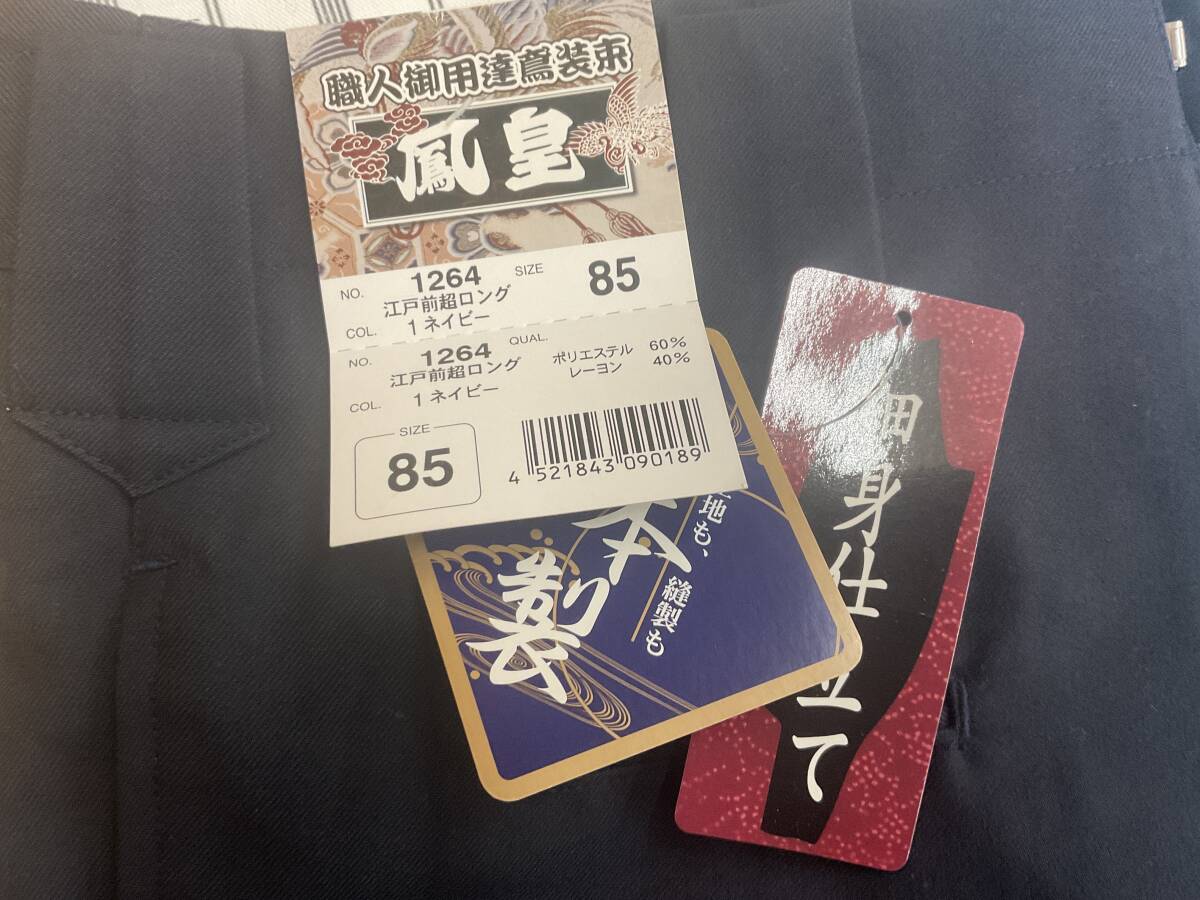 職人御用達鳶装束
鳳皇
NO. 1264 SIZE 85
江戸前超ロング
COL. 1 ネイビー
NO. 1264 QUAL. ポリエステル 60%
江戸前超ロング レーヨン 40%
COL. 1 ネイビー
SIZE
85
4 521843 090189
地も、
縫製も
本
製
細身仕立て